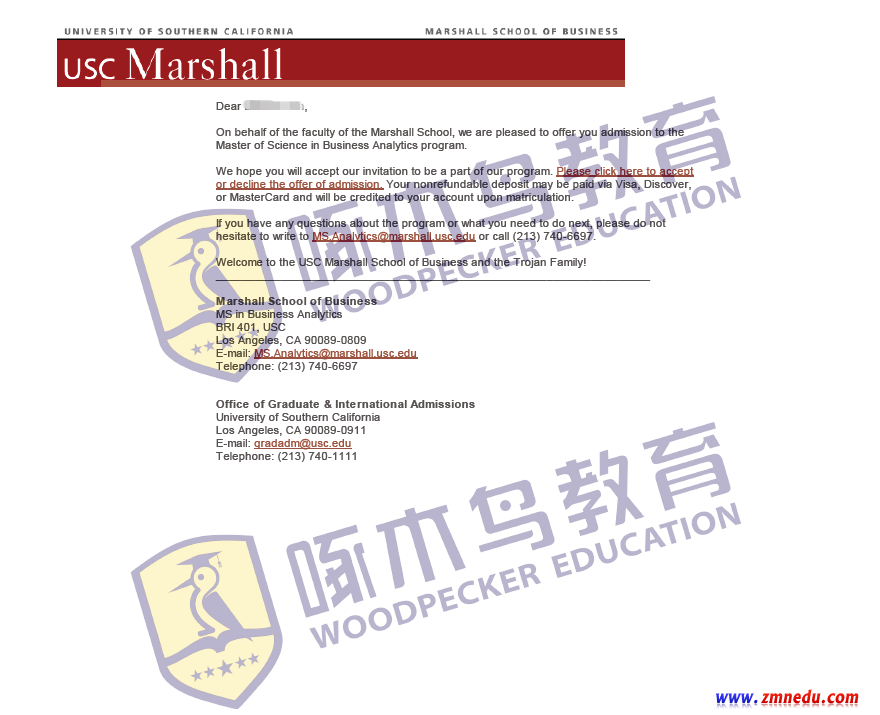 UNIVERSITY OF SOUTHERN CALIFORNIA MARSHALL SCHOOL OF BUSINESS
USC Marshall
Dear ,
On behalf of the faculty of the Marshall School, we are pleased to offer you admission to the
Master of Science in Business Analytics program.
We hope you will accept our invitation to be a part of our program. Please click here to accept
or decline the offer of admission. Your nonrefundable deposit may be paid via Visa, Discover,
or MasterCard and will be credited to your account upon matriculation.
If you have any questions about the program or what you need to do next, please do not
hesitate to write to MS.Analytics@marshall.usc.edu or call (213) 740-6697.
Welcome to the USC Marshall School of Business and the Trojan Family!
Marshall School of Business
MS in Business Analytics
BRI 401, USC
Los Angeles, CA 90089-0809
E-mail: MS.Analytics@marshall.usc.edu
Telephone: (213) 740-6697
Office of Graduate & International Admissions
University of Southern California
Los Angeles, CA 90089-0911
E-mail: gradadm@usc.edu
Telephone: (213) 740-1111
啄木鸟教育
WOODPECKER EDUCATION
啄木鸟教育
WOODPECKER EDUCATION
www.zmnedu.com